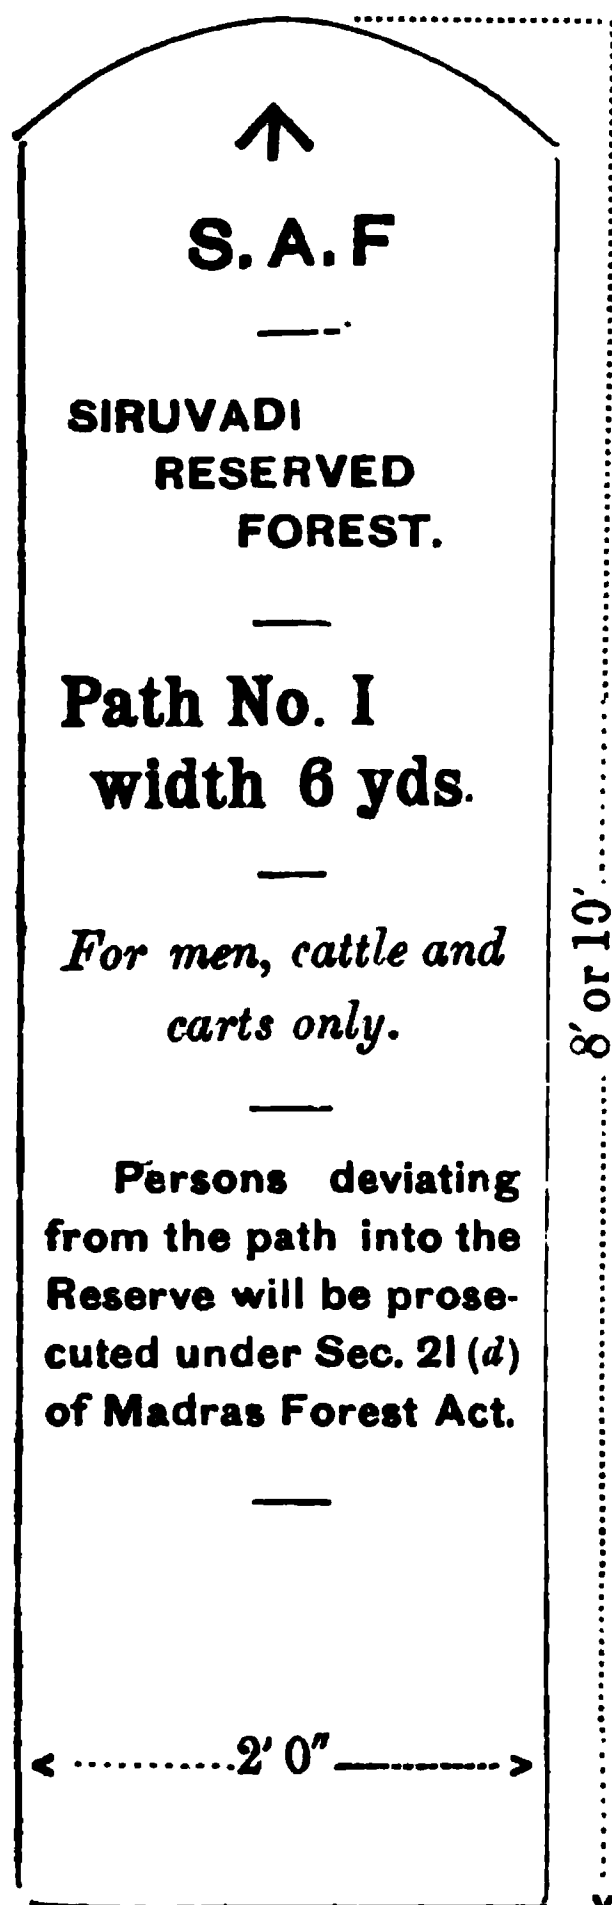 S. A. F
SIRUVADI
RESERVED
FOREST.
Path No. I
width 6 yds.
For men, cattle and
carts only.
Persons deviating
from the path into the
Reserve will be prose-
cuted under Sec. 21 (d)
of Madras Forest Act.
2' 0"
8' or 10'